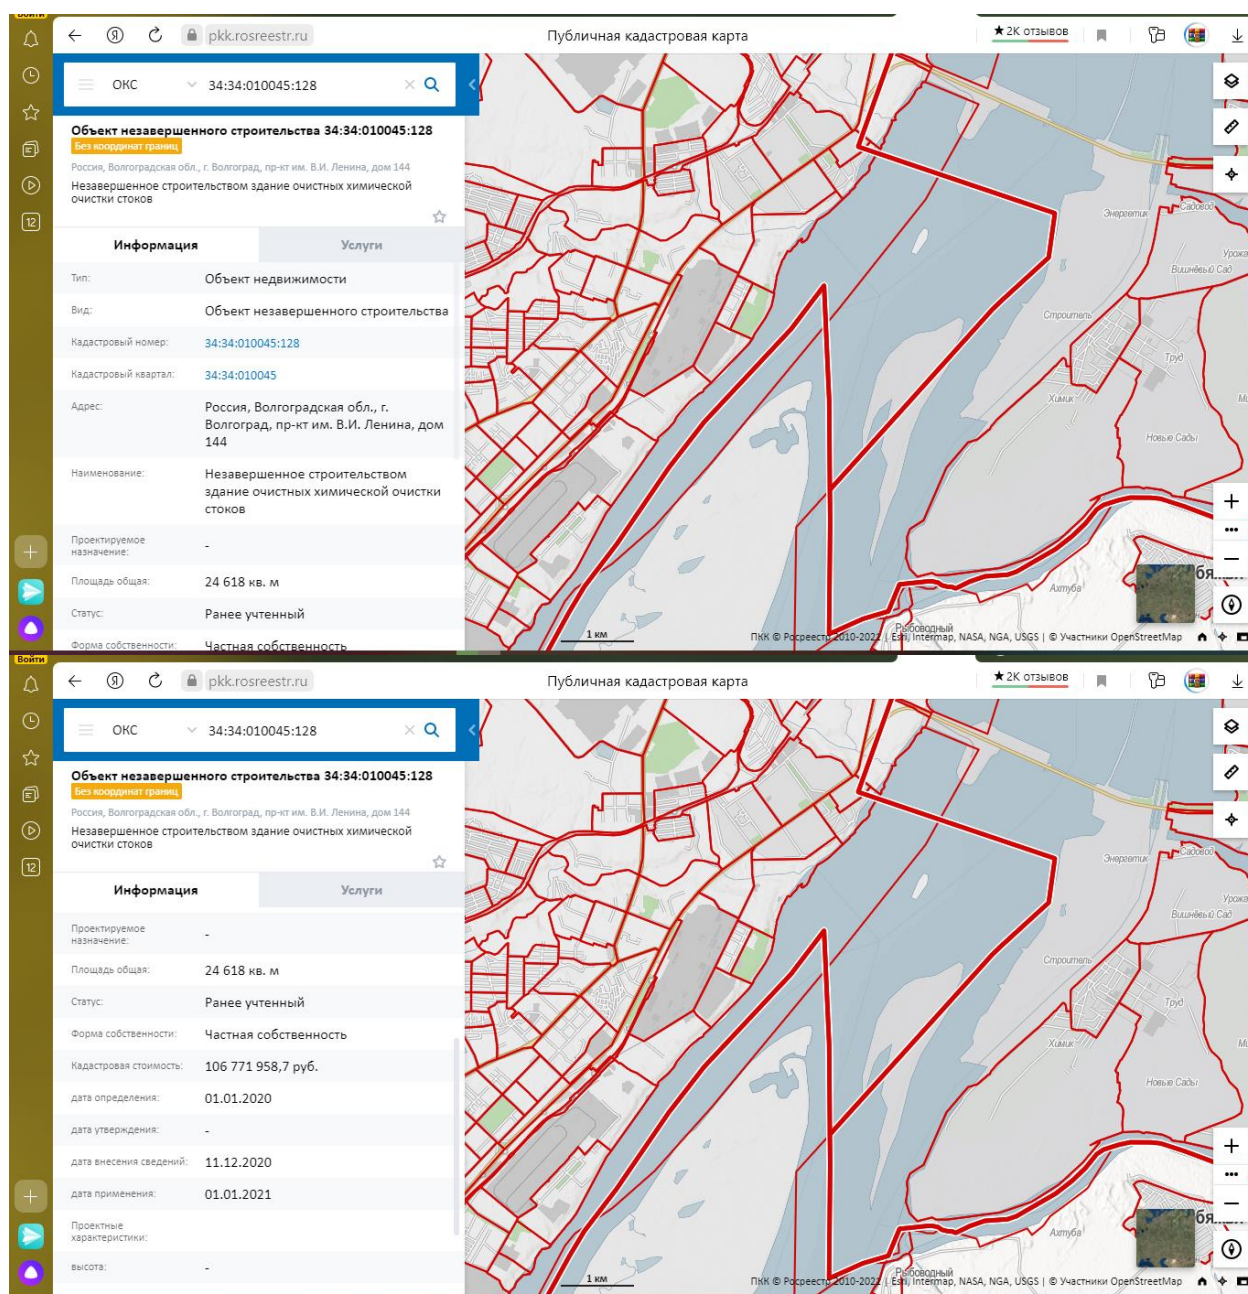 Войти
pkk.rosreestr.ru
Публичная кадастровая карта
★ 2К отзывов
ОКС
34:34:010045:128
Объект незавершенного строительства 34:34:010045:128
Без координат границ
Россия, Волгоградская обл., г. Волгоград, пр-кт им. В.И. Ленина, дом 144
Незавершенное строительством здание очистных химической
очистки стоков
12
Информация
Услуги
Тип:
Объект недвижимости
Вид:
Объект незавершенного строительства
Кадастровый номер:
34:34:010045:128
Кадастровый квартал:
34:34:010045
Адрес:
Россия, Волгоградская обл., г.
Волгоград, пр-кт им. В.И. Ленина, дом
144
Наименование:
Незавершенное строительством
здание очистных химической очистки
стоков
Проектируемое
назначение:
-
Площадь общая:
24 618 кв. м
Статус:
Ранее учтенный
Форма собственности:
Частная собственность
Энергетик
Садовод
Вишнёвый Сад
Строитель
Труд
Химик
Новые Сады
Ахтуба
Рыбоводный
1 км
ПКК © Росреестр 2010-2022 | Esri, Intermap, NASA, NGA, USGS | © Участники OpenStreetMap
Войти
pkk.rosreestr.ru
Публичная кадастровая карта
★ 2К отзывов
ОКС
34:34:010045:128
Объект незавершенного строительства 34:34:010045:128
Без координат границ
Россия, Волгоградская обл., г. Волгоград, пр-кт им. В.И. Ленина, дом 144
Незавершенное строительством здание очистных химической
очистки стоков
12
Информация
Услуги
Проектируемое
назначение:
-
Площадь общая:
24 618 кв. м
Статус:
Ранее учтенный
Форма собственности:
Частная собственность
Кадастровая стоимость:
106 771 958,7 руб.
дата определения:
01.01.2020
дата утверждения:
-
дата внесения сведений:
11.12.2020
дата применения:
01.01.2021
Проектные
характеристики:
высота:
-
Энергетик
Садовод
Вишнёвый Сад
Строитель
Труд
Химик
Новые Сады
Ахтуба
Рыбоводный
1 км
ПКК © Росреестр 2010-2022 | Esri, Intermap, NASA, NGA, USGS | © Участники OpenStreetMap